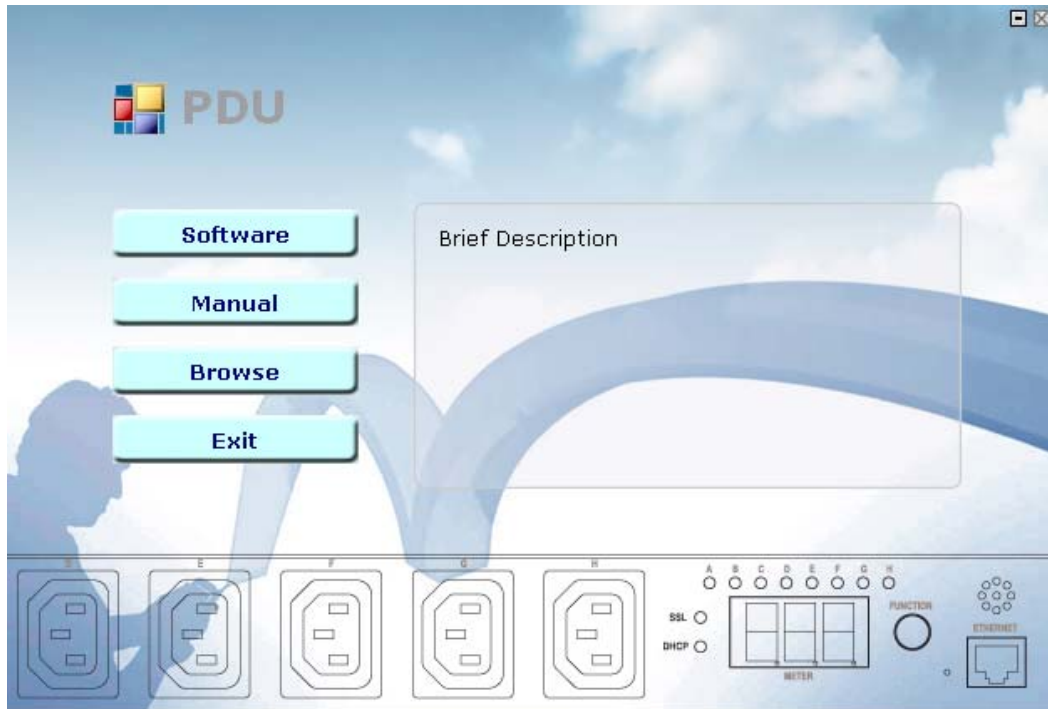 PDU
Software
Brief Description
Manual
Browse
Exit
D E F G H
A B C D E F G H
SSL
DHCP
FUNCTION
METER
ETHERNET